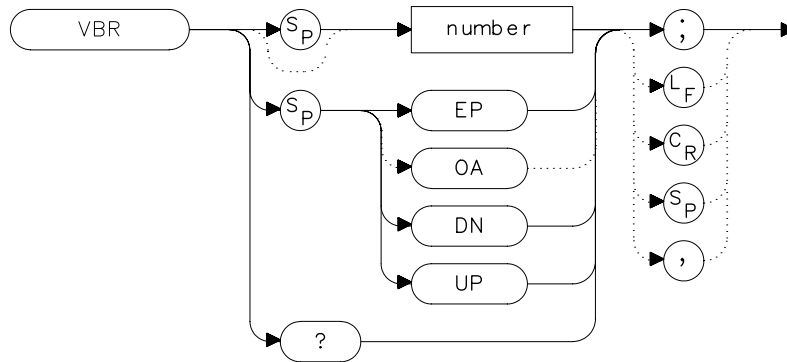 VBR SP number ;
LF
SP EP
OA CR
DN SP
UP ,
?